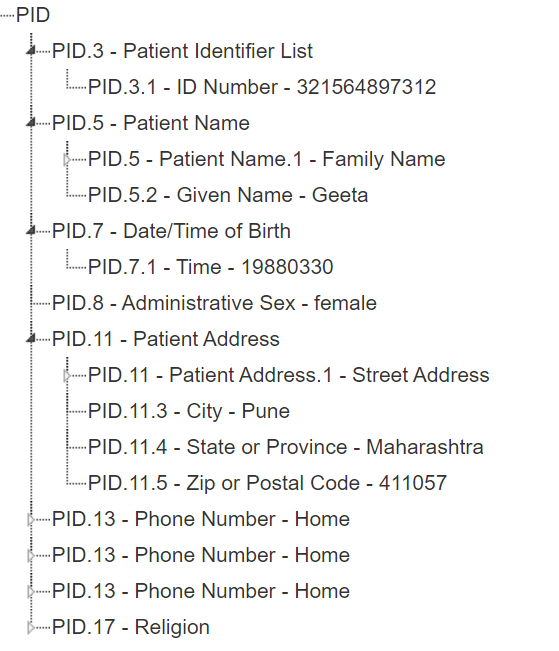 PID
PID.3 - Patient Identifier List
PID.3.1 - ID Number - 321564897312
PID.5 - Patient Name
PID.5 - Patient Name.1 - Family Name
PID.5.2 - Given Name - Geeta
PID.7 - Date/Time of Birth
PID.7.1 - Time - 19880330
PID.8 - Administrative Sex - female
PID.11 - Patient Address
PID.11 - Patient Address.1 - Street Address
PID.11.3 - City - Pune
PID.11.4 - State or Province - Maharashtra
PID.11.5 - Zip or Postal Code - 411057
PID.13 - Phone Number - Home
PID.13 - Phone Number - Home
PID.13 - Phone Number - Home
PID.17 - Religion